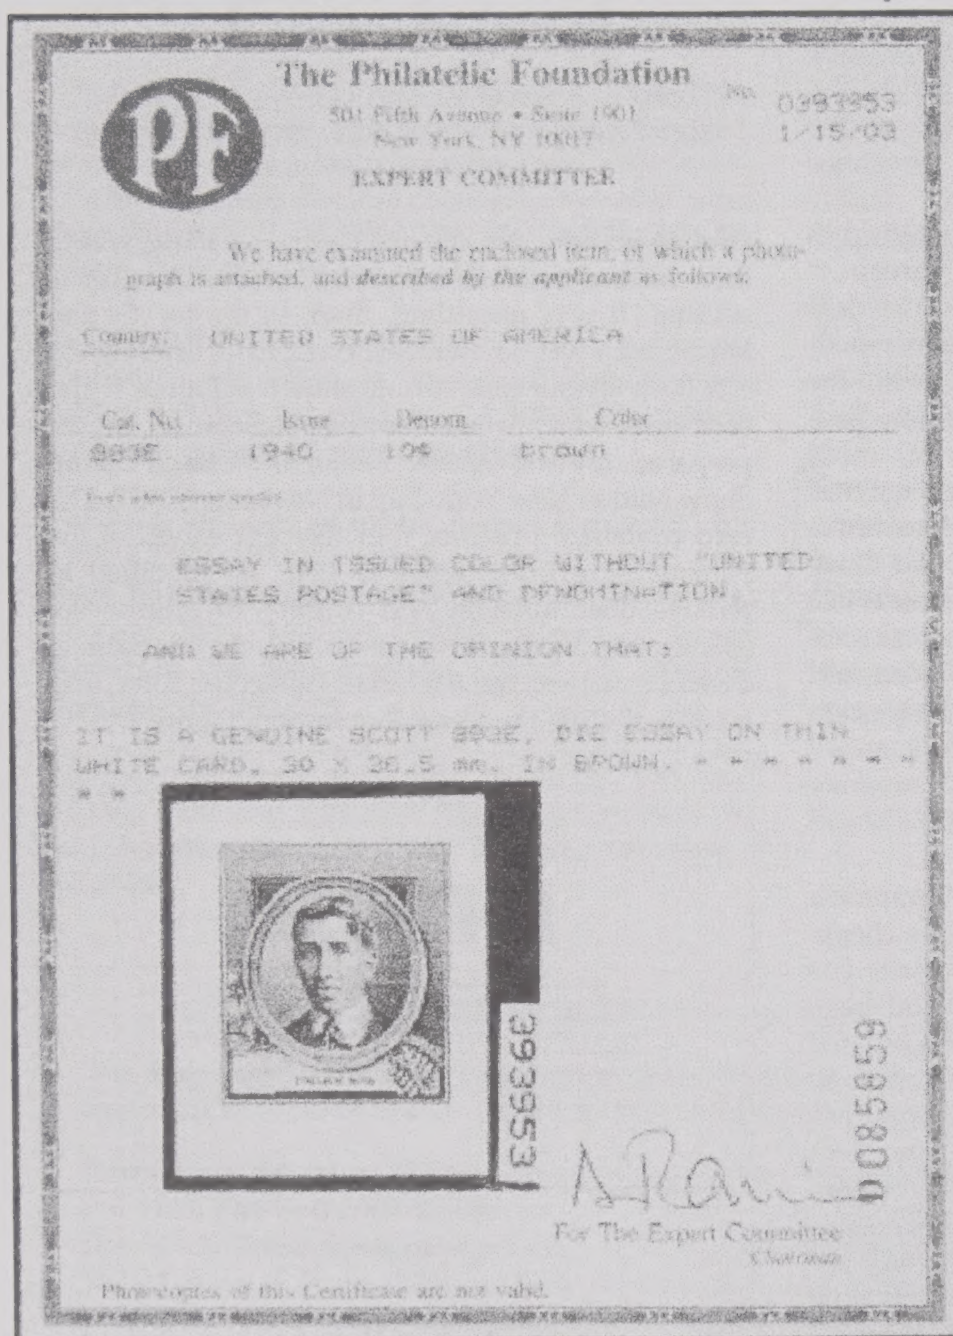 PF
The Philatelic Foundation
501 Fifth Avenue • Suite 1901
New York, NY 10017
EXPERT COMMITTEE
No. 0393953
1/15/03
We have examined the enclosed item, of which a photo-
graph is attached, and described by the applicant as follows:
Country: UNITED STATES OF AMERICA
Cat. No. Issue Denom. Color
893E 1940 10¢ brown
ESSAY IN ISSUED COLOR WITHOUT "UNITED
STATES POSTAGE" AND DENOMINATION
AND WE ARE OF THE OPINION THAT:
IT IS A GENUINE SCOTT 893E, DIE ESSAY ON THIN
WHITE CARD, 30 X 36.5 mm. IN BROWN. - - - - - - -
- -
393953
D085859
For The Expert Committee
Chairman
Photocopies of this Certificate are not valid.